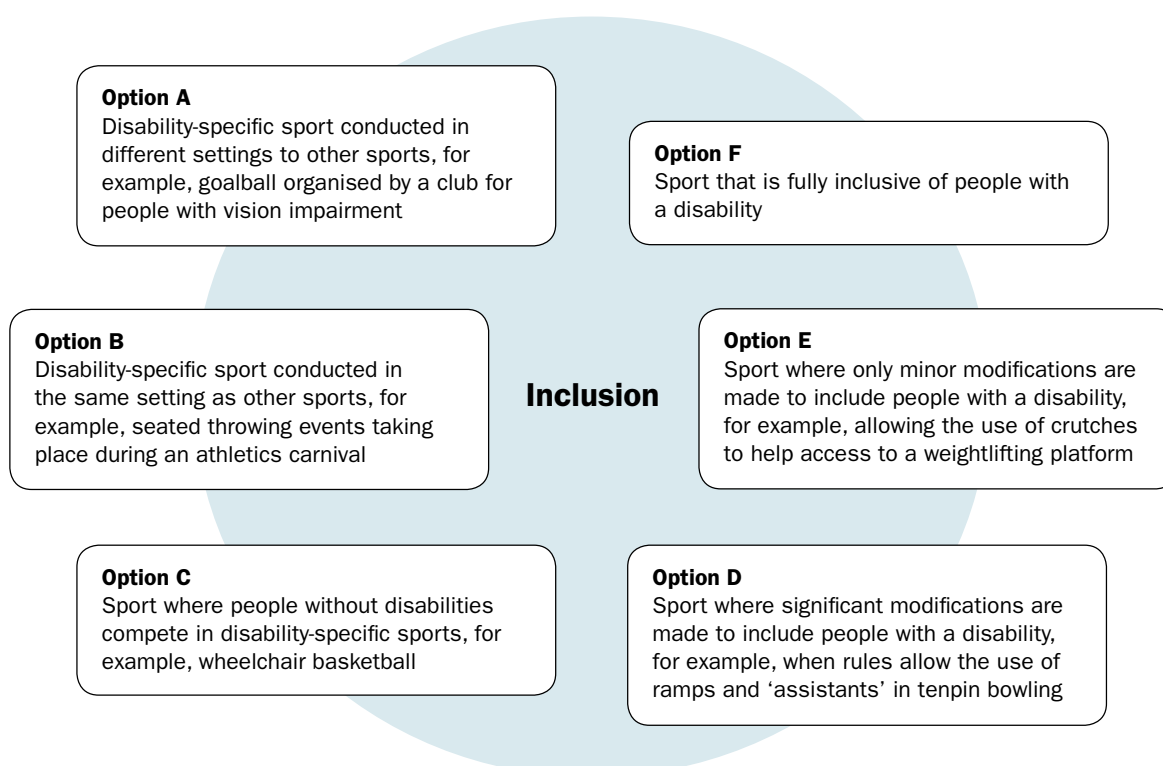 Option A
Disability-specific sport conducted in
different settings to other sports, for
example, goalball organised by a club for
people with vision impairment
Option F
Sport that is fully inclusive of people with
a disability
Option B
Disability-specific sport conducted in
the same setting as other sports, for
example, seated throwing events taking
place during an athletics carnival
Inclusion
Option E
Sport where only minor modifications are
made to include people with a disability,
for example, allowing the use of crutches
to help access to a weightlifting platform
Option C
Sport where people without disabilities
compete in disability-specific sports, for
example, wheelchair basketball
Option D
Sport where significant modifications are
made to include people with a disability,
for example, when rules allow the use of
ramps and ‘assistants’ in tenpin bowling